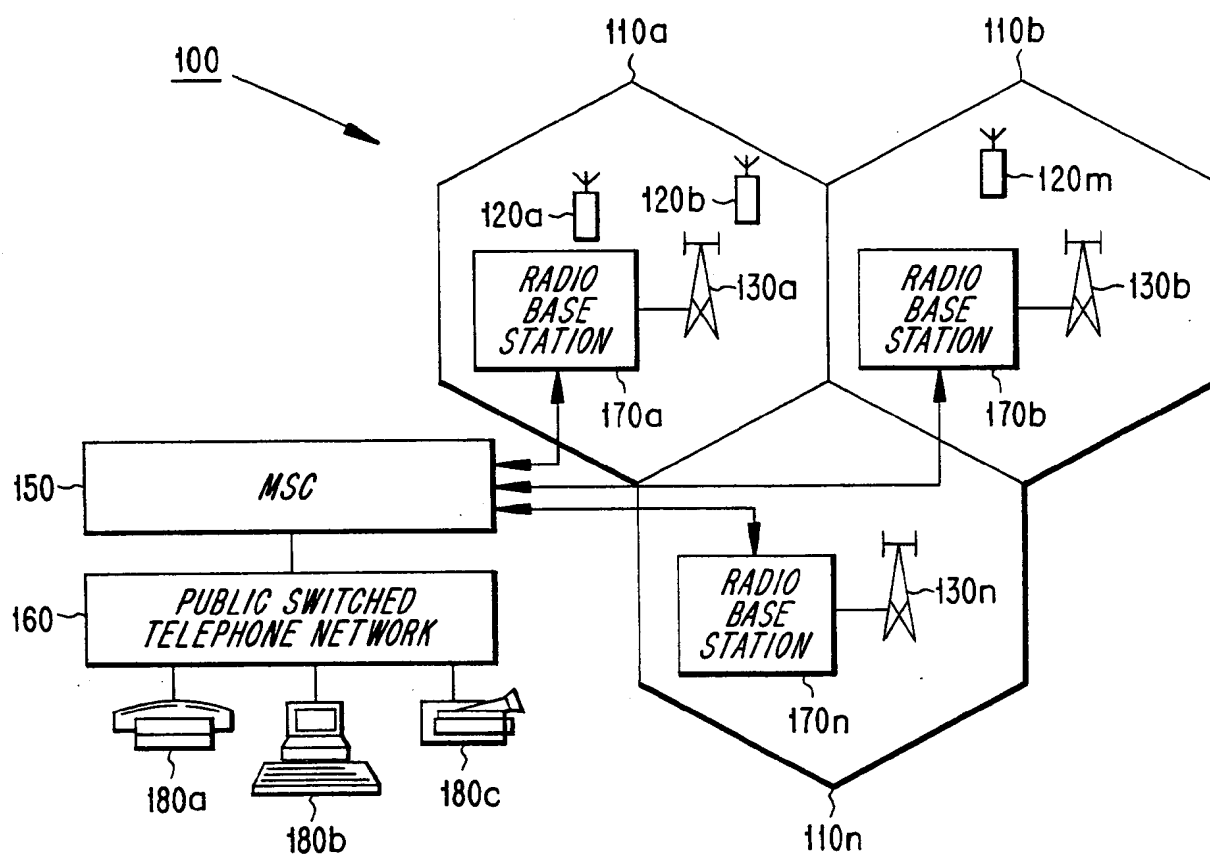 100
110a
110b
120a
120b
120m
RADIO
BASE
STATION
130a
RADIO
BASE
STATION
130b
170a
170b
150
MSC
160
PUBLIC SWITCHED
TELEPHONE NETWORK
RADIO
BASE
STATION
130n
170n
180a
180b
180c
110n